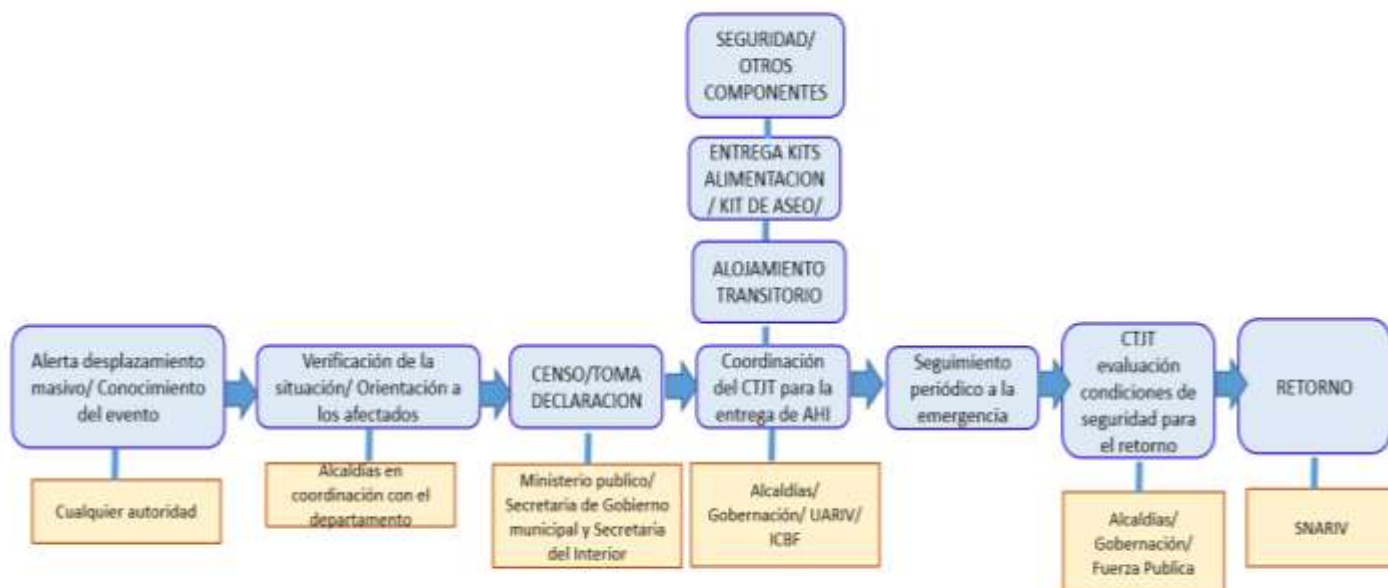 SEGURIDAD/
OTROS
COMPONENTES
ENTREGA KITS
ALIMENTACION
/ KIT DE ASEO/
ALOJAMIENTO
TRANSITORIO
Alerta desplazamiento
masivo/ Conocimiento
del evento
Verificación de la
situación/ Orientación a
los afectados
CENSO/TOMA
DECLARACION
Coordinación
del CTJT para la
entrega de AHI
Seguimiento
periódico a la
emergencia
CTJT
evaluación
condiciones de
seguridad para
el retorno
RETORNO
Cualquier autoridad
Alcaldías en
coordinación con el
departamento
Ministerio publico/
Secretaria de Gobierno
municipal y Secretaria
del Interior
Alcaldías/
Gobernación/ UARIV/
ICBF
Alcaldías/
Gobernación/
Fuerza Publica
SNARIV